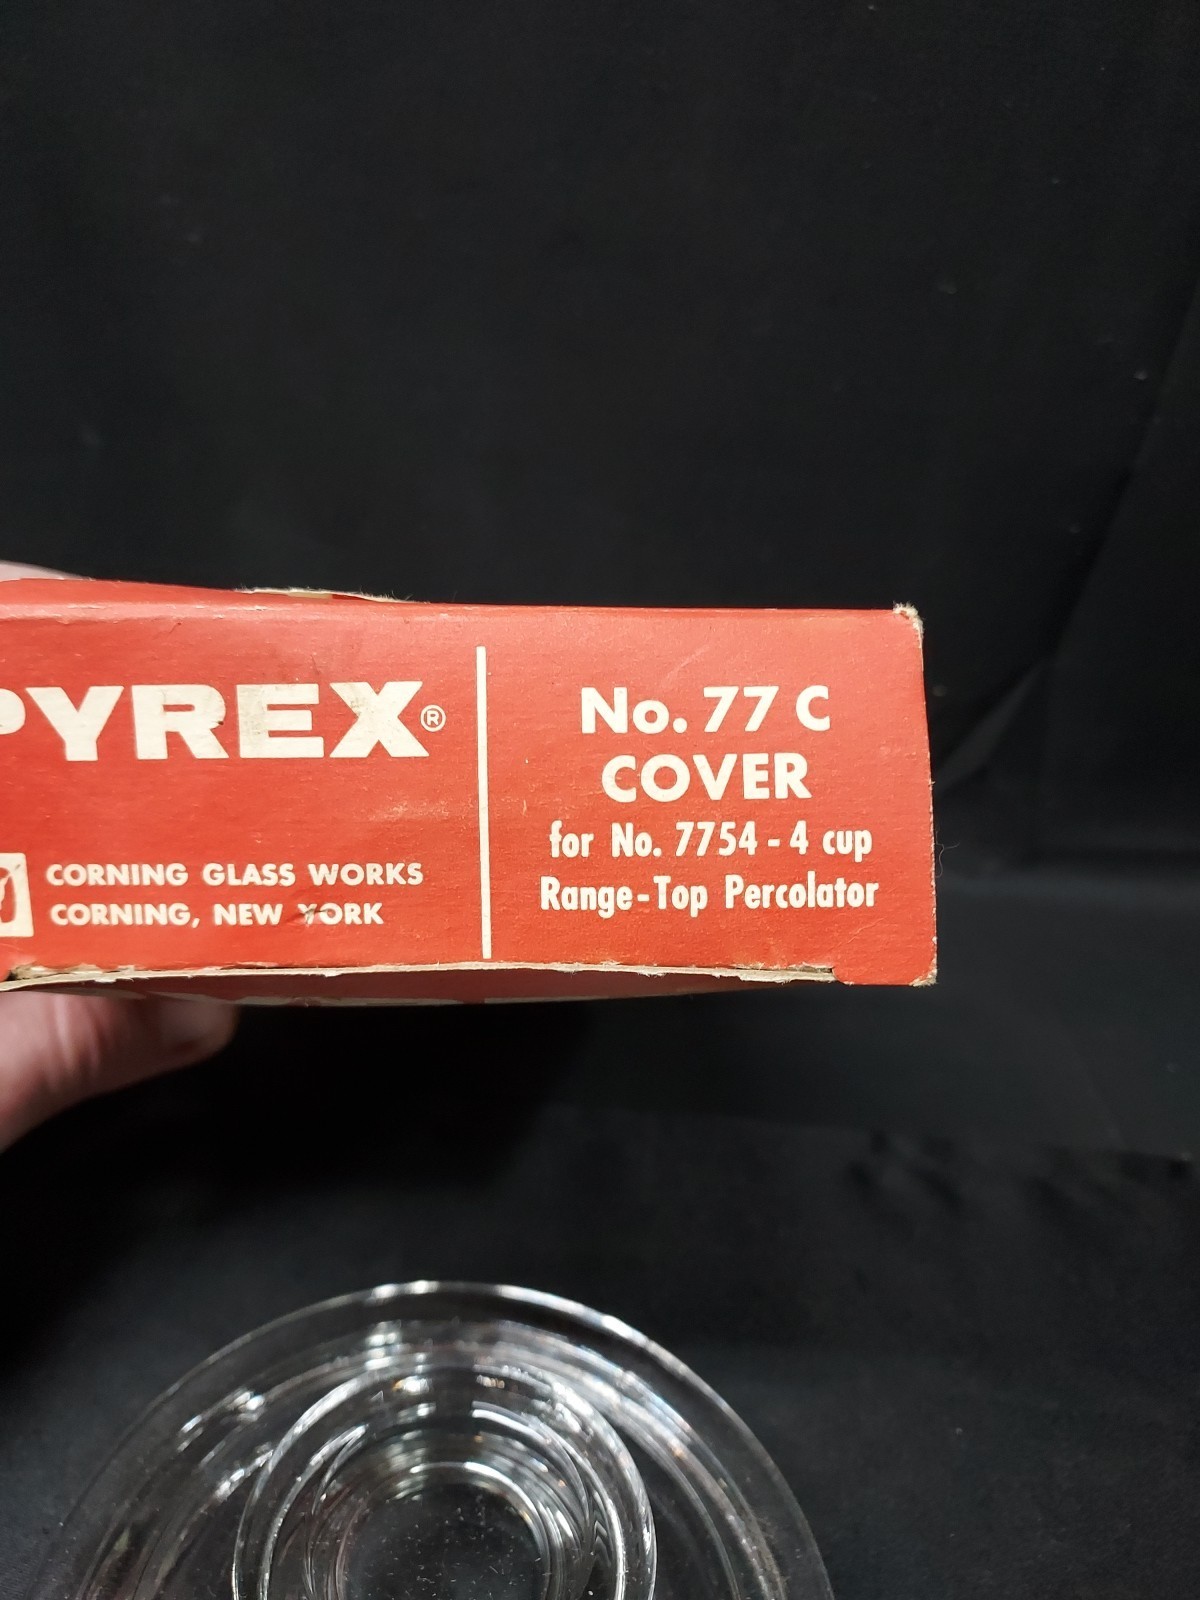 PYREX®
CORNING GLASS WORKS
CORNING, NEW YORK
No. 77 C
COVER
for No. 7754 - 4 cup
Range-Top Percolator